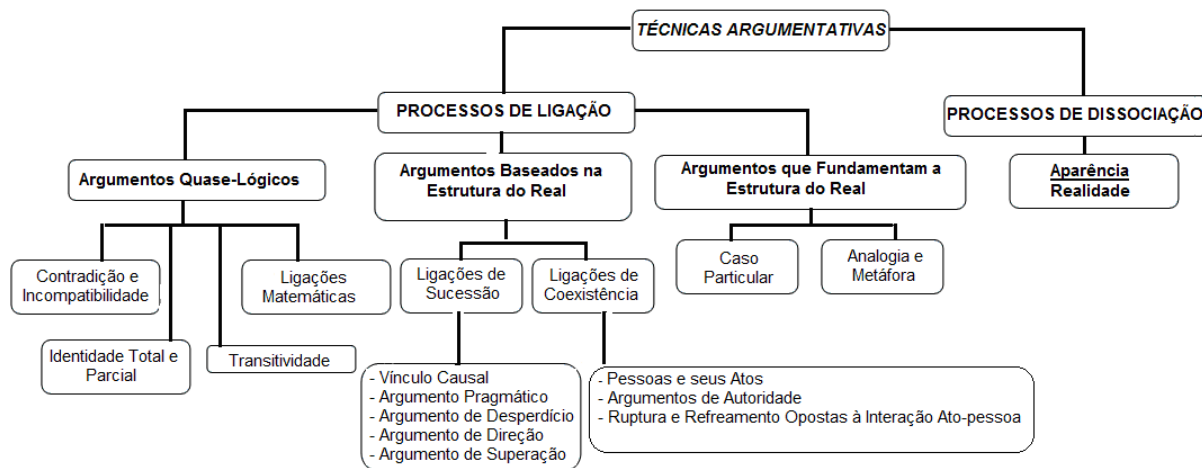 TÉCNICAS ARGUMENTATIVAS
PROCESSOS DE LIGAÇÃO
PROCESSOS DE DISSOCIAÇÃO
Argumentos Quase-Lógicos
Argumentos Baseados na
Estrutura do Real
Argumentos que Fundamentam a
Estrutura do Real
Aparência
Realidade
Contradição e
Incompatibilidade
Ligações
Matemáticas
Ligações de
Sucessão
Ligações de
Coexistência
Caso
Particular
Analogia e
Metáfora
Identidade Total e
Parcial
Transitividade
- Vínculo Causal
- Argumento Pragmático
- Argumento de Desperdício
- Argumento de Direção
- Argumento de Superação
- Pessoas e seus Atos
- Argumentos de Autoridade
- Ruptura e Refreamento Opostas à Interação Ato-pessoa